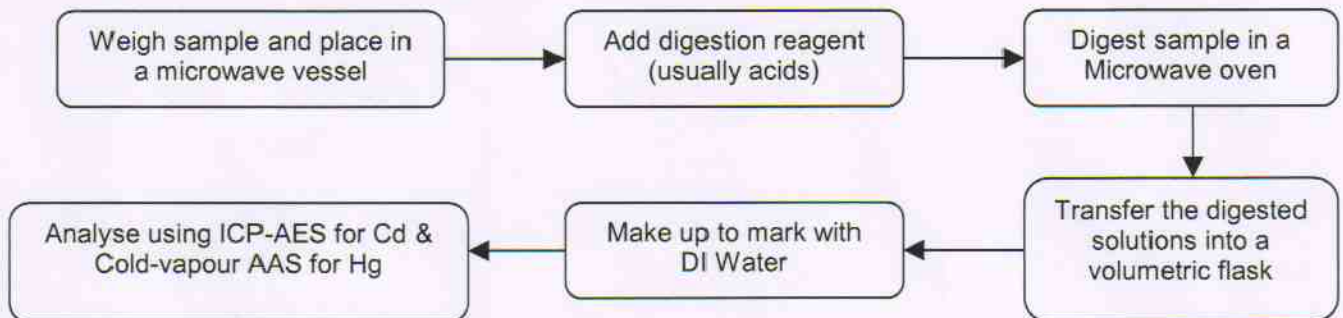 Weigh sample and place in
a microwave vessel
Add digestion reagent
(usually acids)
Digest sample in a
Microwave oven
Transfer the digested
solutions into a
volumetric flask
Make up to mark with
DI Water
Analyse using ICP-AES for Cd &
Cold-vapour AAS for Hg